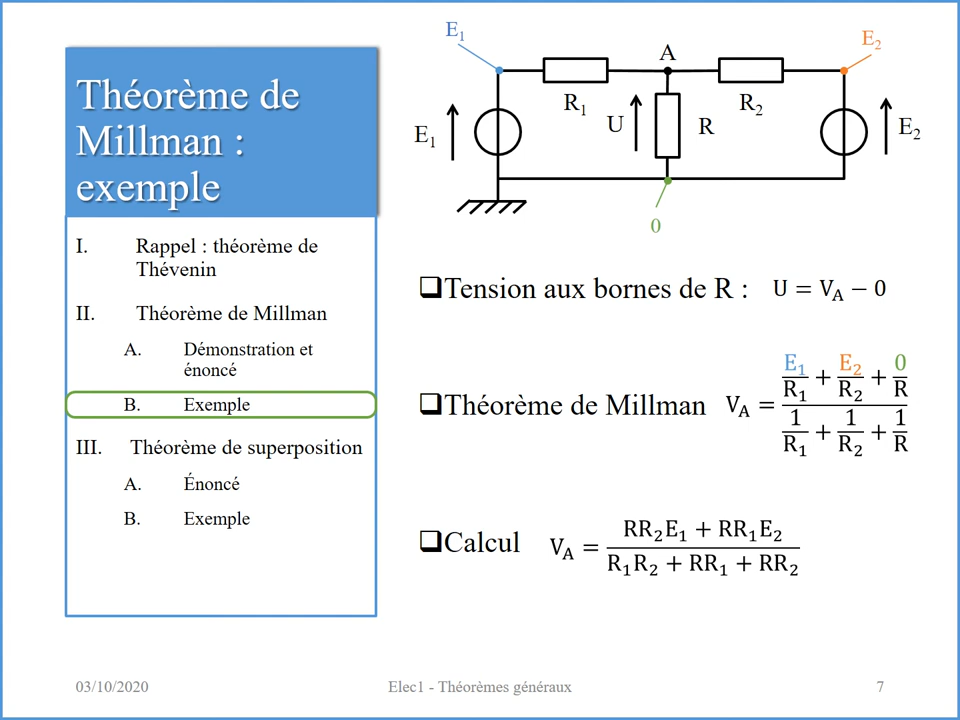 Théorème de
Millman :
exemple
I. Rappel : théorème de
Thévenin
II. Théorème de Millman
A. Démonstration et
énoncé
B. Exemple
III. Théorème de superposition
A. Énoncé
B. Exemple
E₁
E₂
A
R₁
R₂
E₁
U
R
E₂
0
❑Tension aux bornes de R : U = V_A − 0
❑Théorème de Millman V_A = (E₁/R₁ + E₂/R₂ + 0/R) / (1/R₁ + 1/R₂ + 1/R)
❑Calcul V_A = (RR₂E₁ + RR₁E₂) / (R₁R₂ + RR₁ + RR₂)
03/10/2020
Elec1 - Théorèmes généraux
7